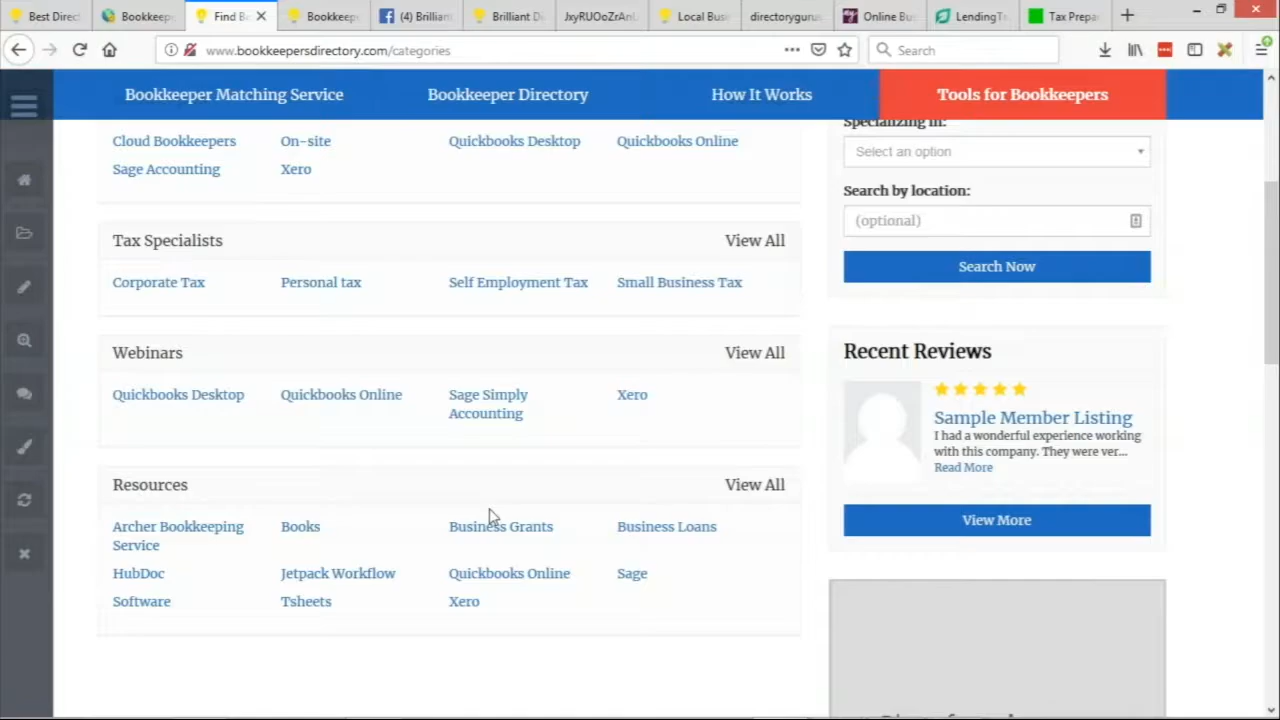 Best Direct
Bookkeep
Find B
Bookkeep
(4) Brilliant
Brilliant Di
JxyRUOoZrAnL
Local Busi
directorygurus
Online Bus
LendingTr
Tax Prepar
www.bookkeepersdirectory.com/categories
Search
Bookkeeper Matching Service
Bookkeeper Directory
How It Works
Tools for Bookkeepers
Cloud Bookkeepers
On-site
Quickbooks Desktop
Quickbooks Online
Sage Accounting
Xero
Tax Specialists
View All
Corporate Tax
Personal tax
Self Employment Tax
Small Business Tax
Webinars
View All
Quickbooks Desktop
Quickbooks Online
Sage Simply
Accounting
Xero
Resources
View All
Archer Bookkeeping
Service
Books
Business Grants
Business Loans
HubDoc
Jetpack Workflow
Quickbooks Online
Sage
Software
Tsheets
Xero
Specializing in:
Select an option
Search by location:
(optional)
Search Now
Recent Reviews
Sample Member Listing
I had a wonderful experience working
with this company. They were ver...
Read More
View More